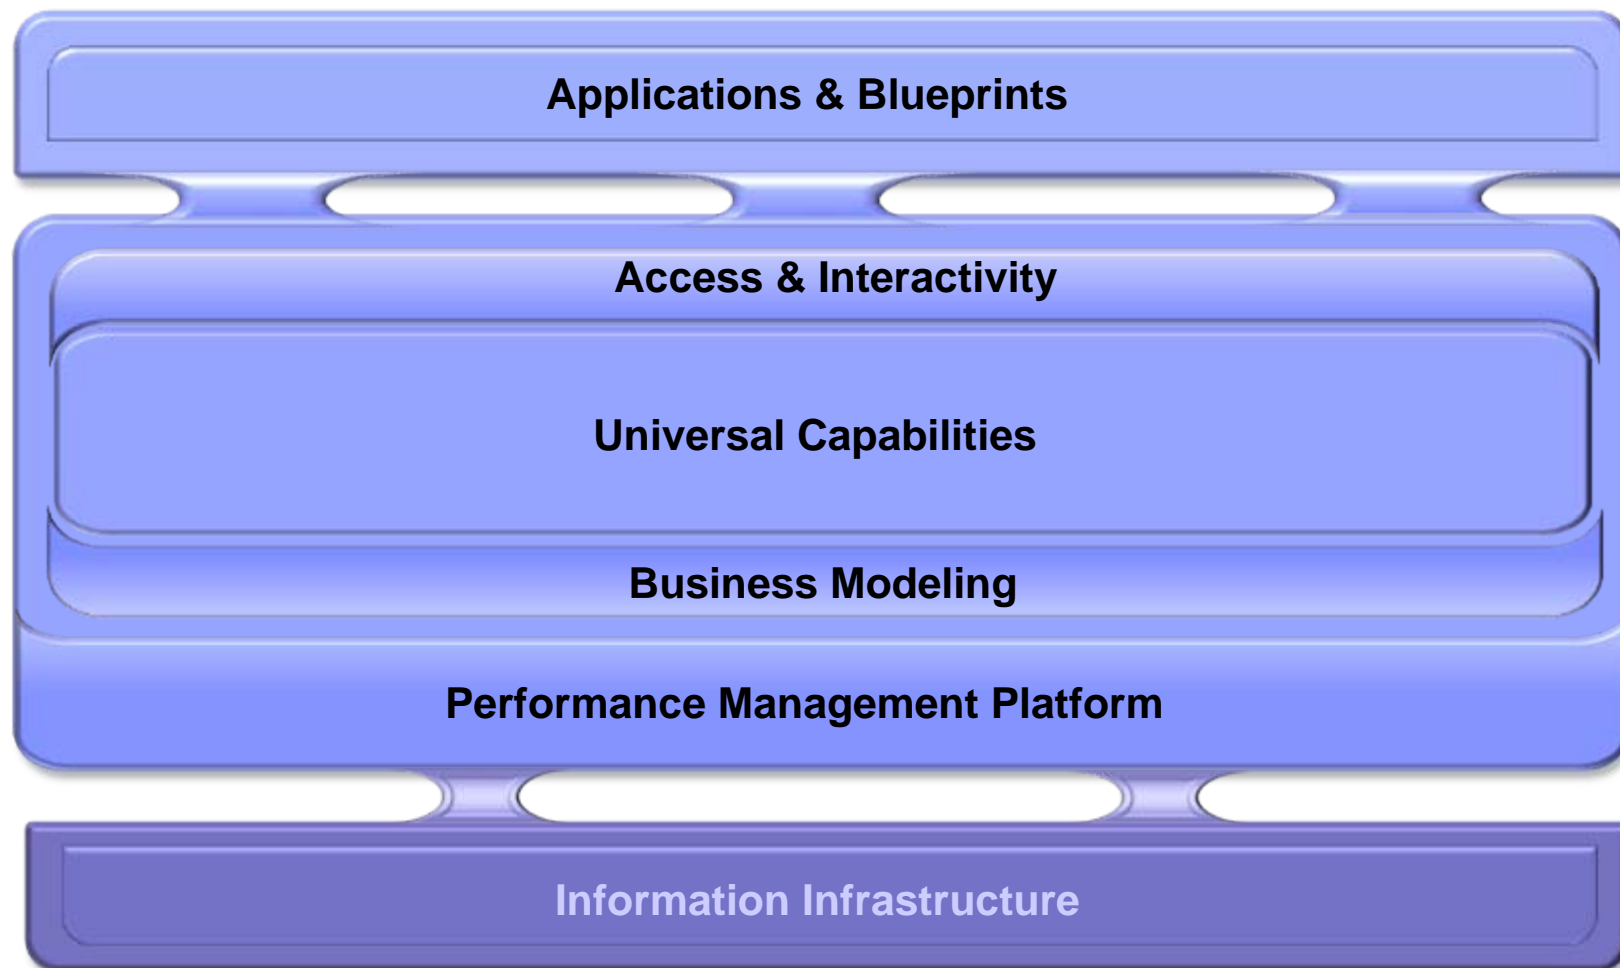 Applications & Blueprints
Access & Interactivity
Universal Capabilities
Business Modeling
Performance Management Platform
Information Infrastructure